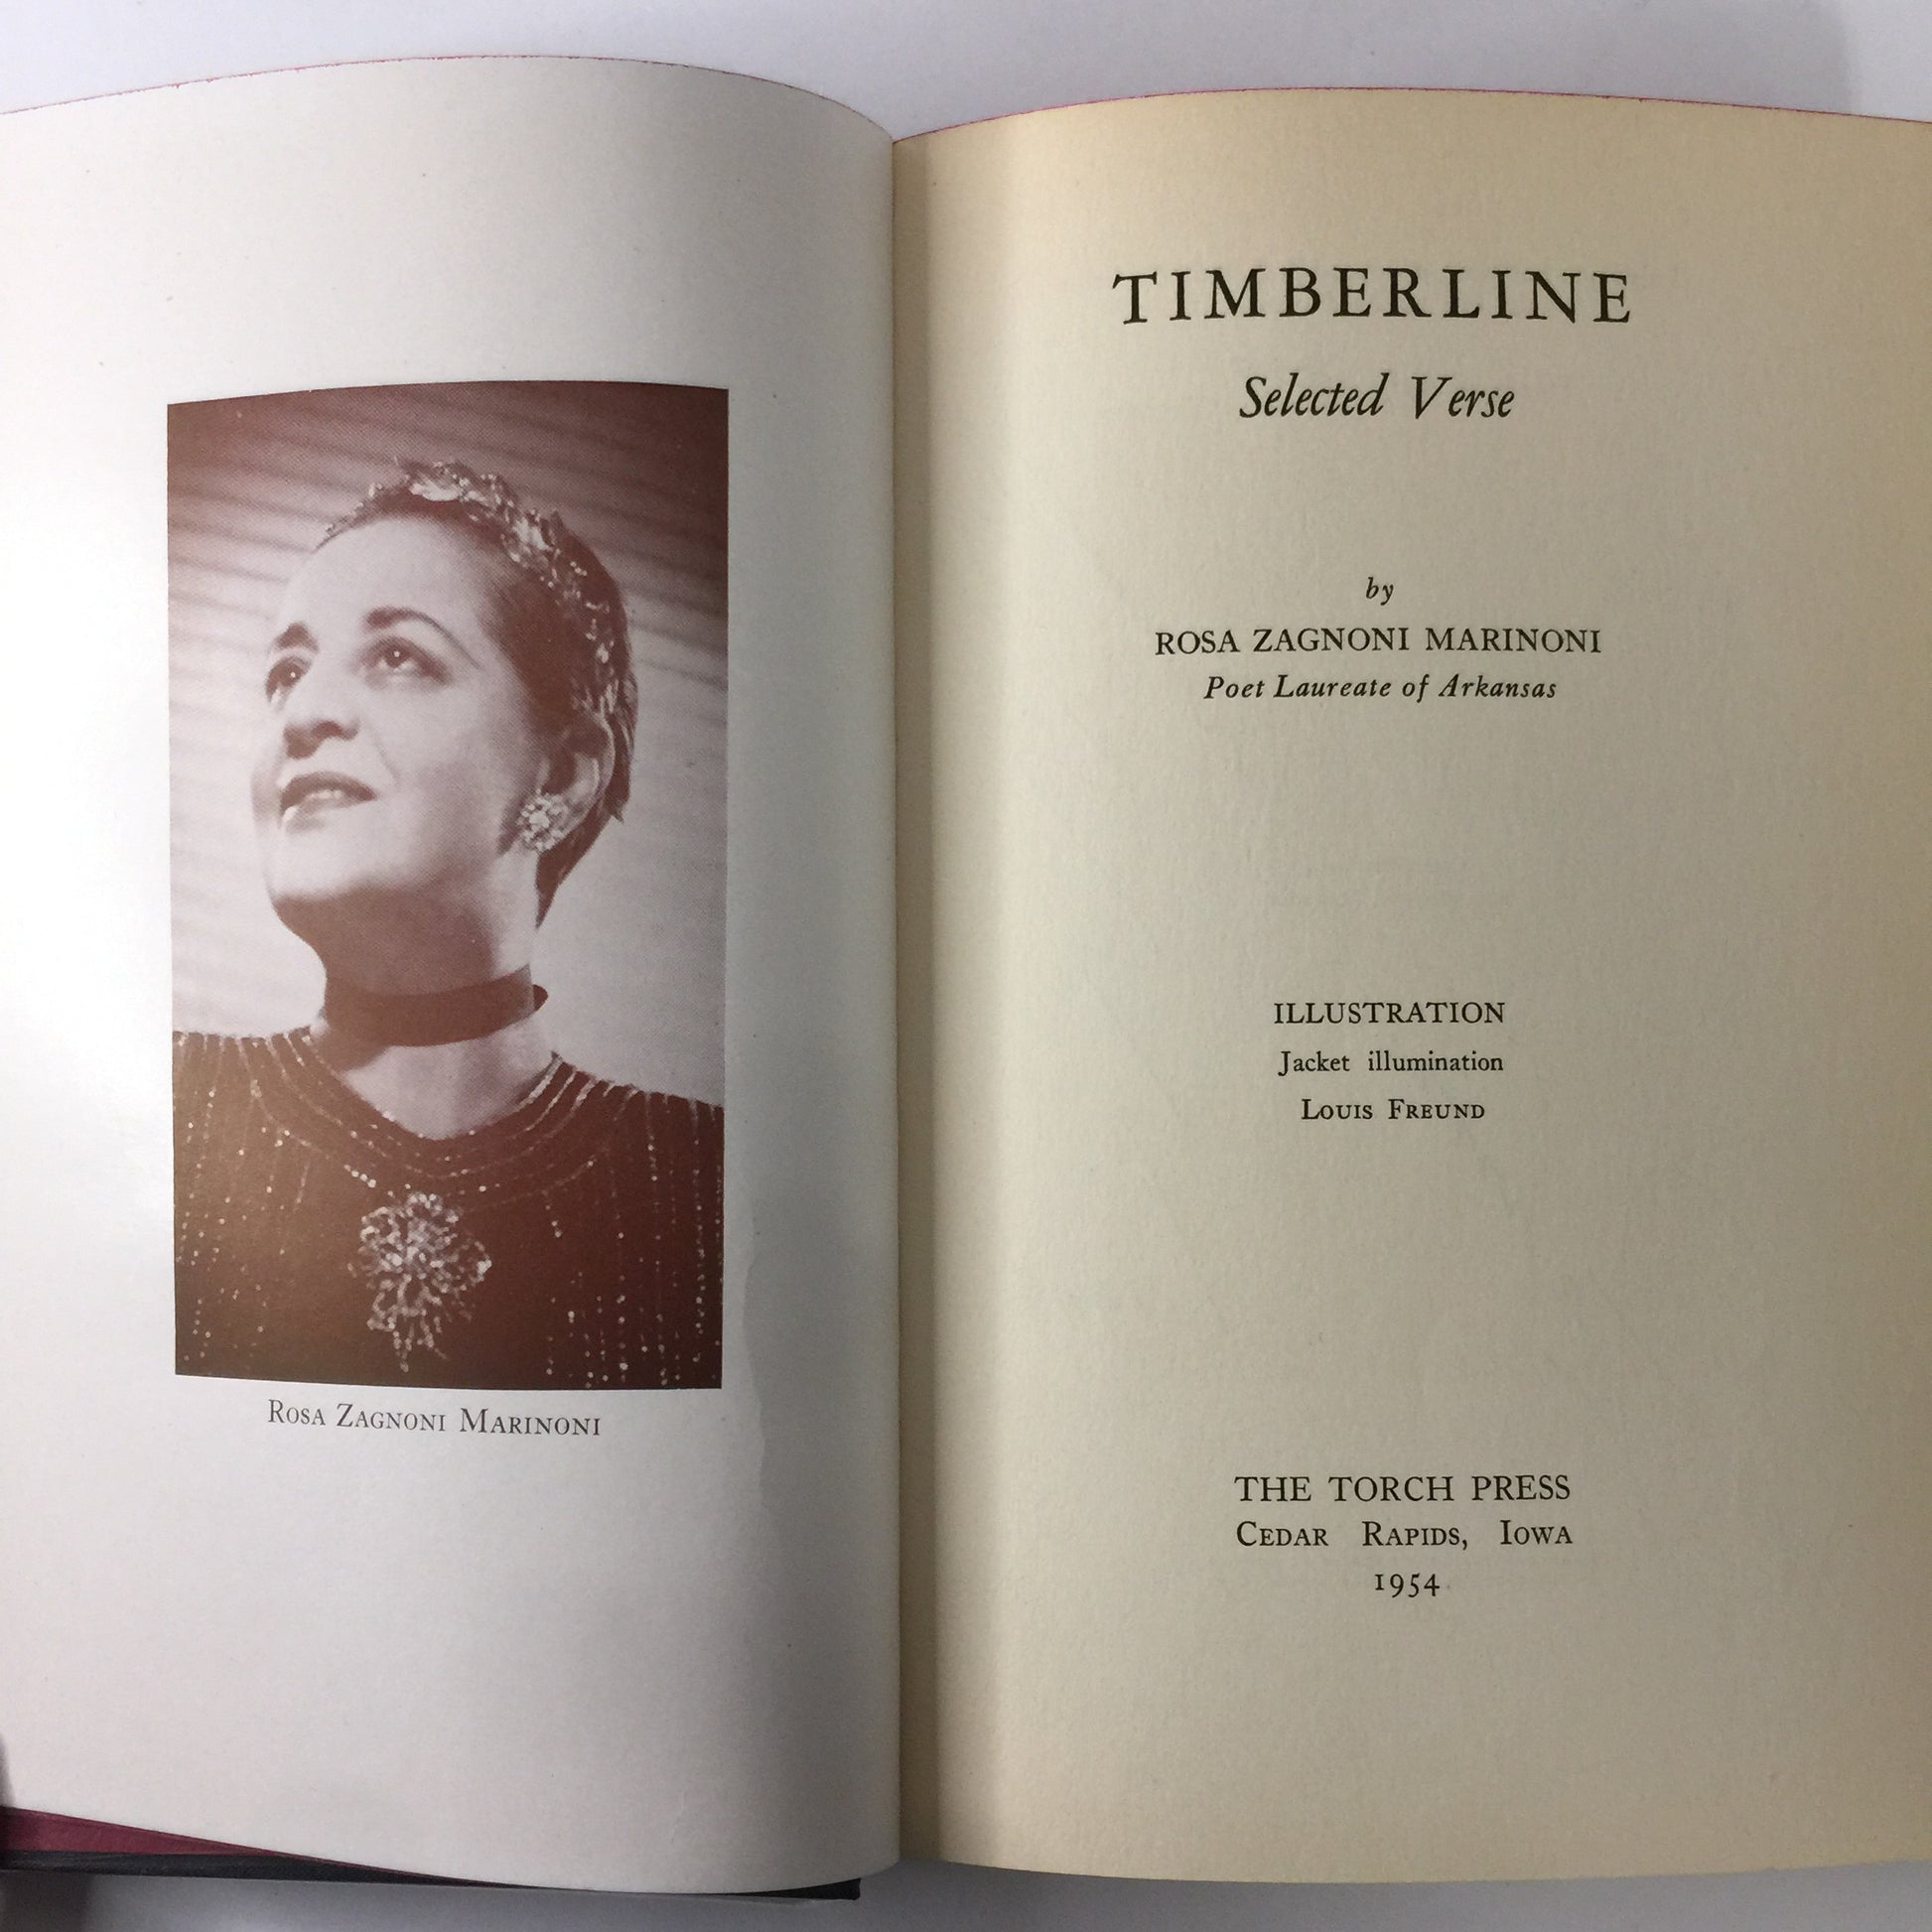 Rosa Zagnoni Marinoni
TIMBERLINE
Selected Verse
by
ROSA ZAGNONI MARINONI
Poet Laureate of Arkansas
ILLUSTRATION
Jacket illumination
Louis Freund
THE TORCH PRESS
Cedar Rapids, Iowa
1954